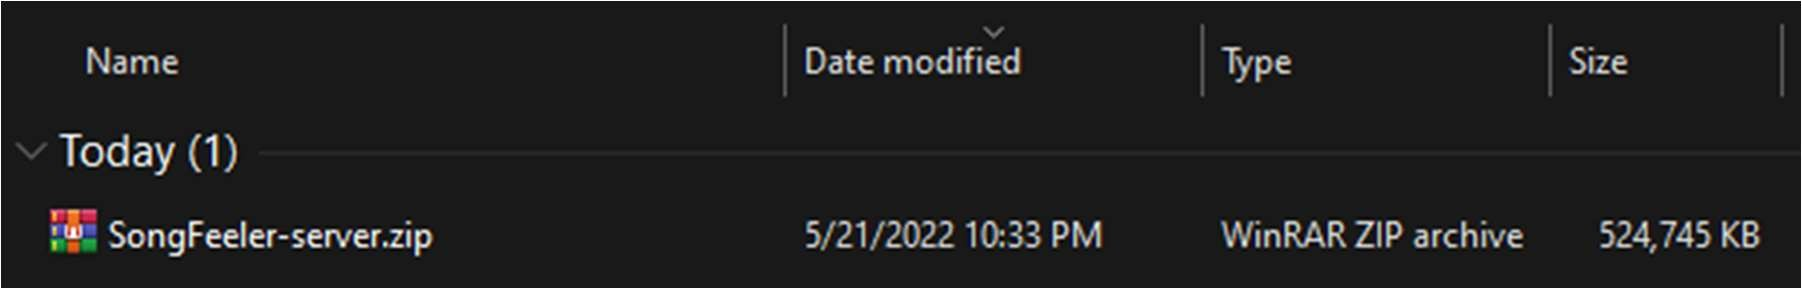 Name Date modified Type Size
Today (1)
SongFeeler-server.zip 5/21/2022 10:33 PM WinRAR ZIP archive 524,745 KB